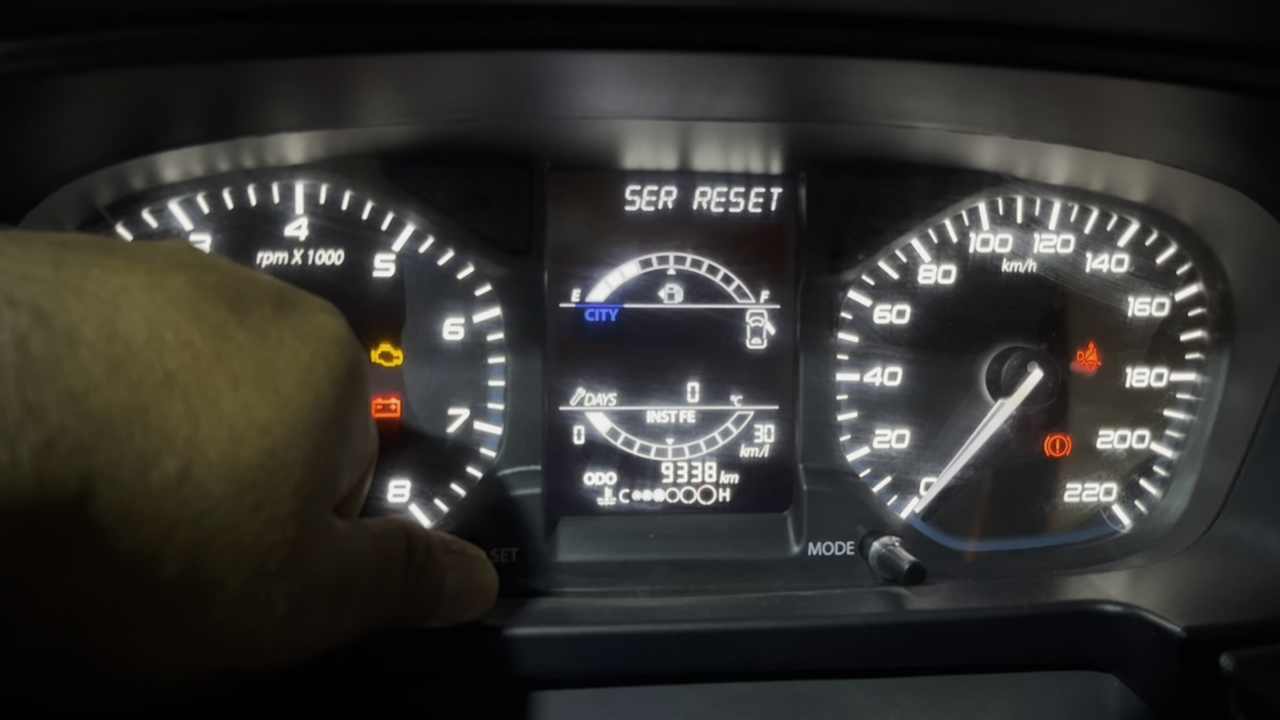 SER RESET
3
4
5
6
7
8
rpm X 1000
E
F
CITY
DAYS
0
°C
INST FE
0
30
km/l
ODO
9338 km
C
H
SET
MODE
0
20
40
60
80
100
120
140
160
180
200
220
km/h